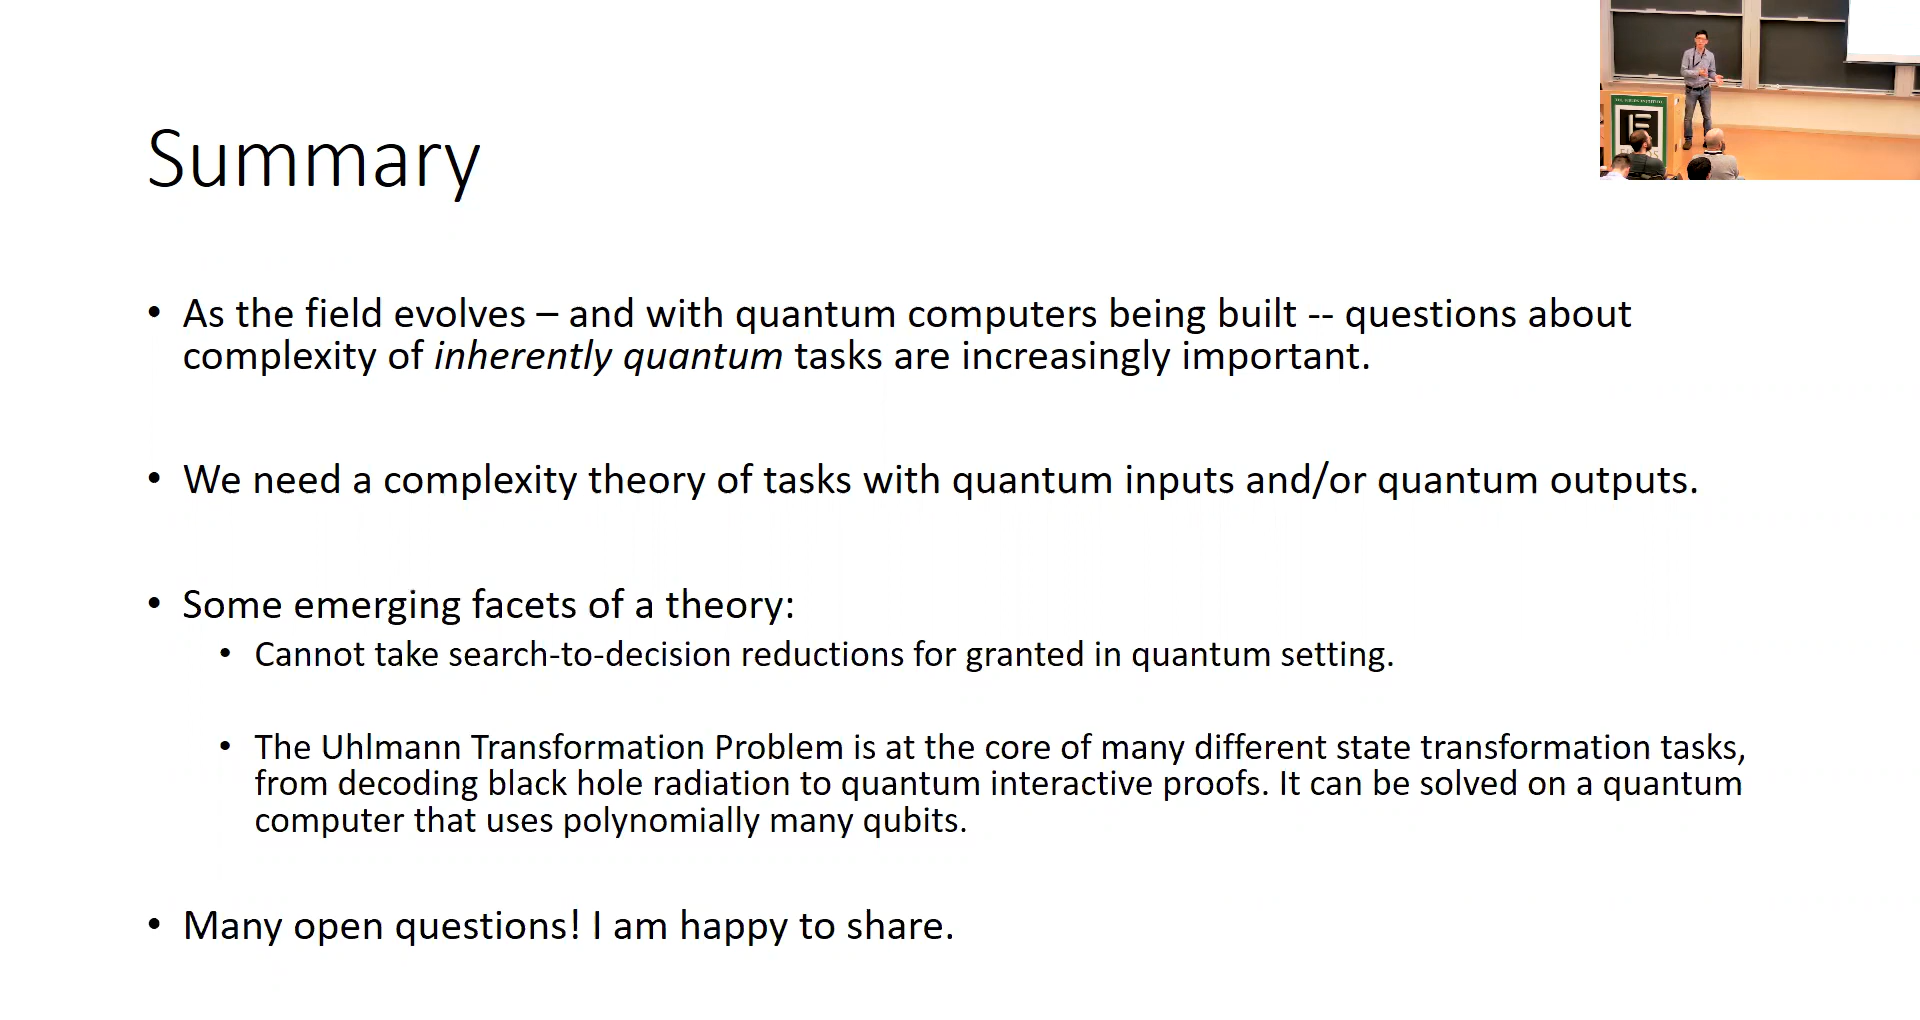 Summary
• As the field evolves – and with quantum computers being built -- questions about
complexity of inherently quantum tasks are increasingly important.
• We need a complexity theory of tasks with quantum inputs and/or quantum outputs.
• Some emerging facets of a theory:
• Cannot take search-to-decision reductions for granted in quantum setting.
• The Uhlmann Transformation Problem is at the core of many different state transformation tasks,
from decoding black hole radiation to quantum interactive proofs. It can be solved on a quantum
computer that uses polynomially many qubits.
• Many open questions! I am happy to share.